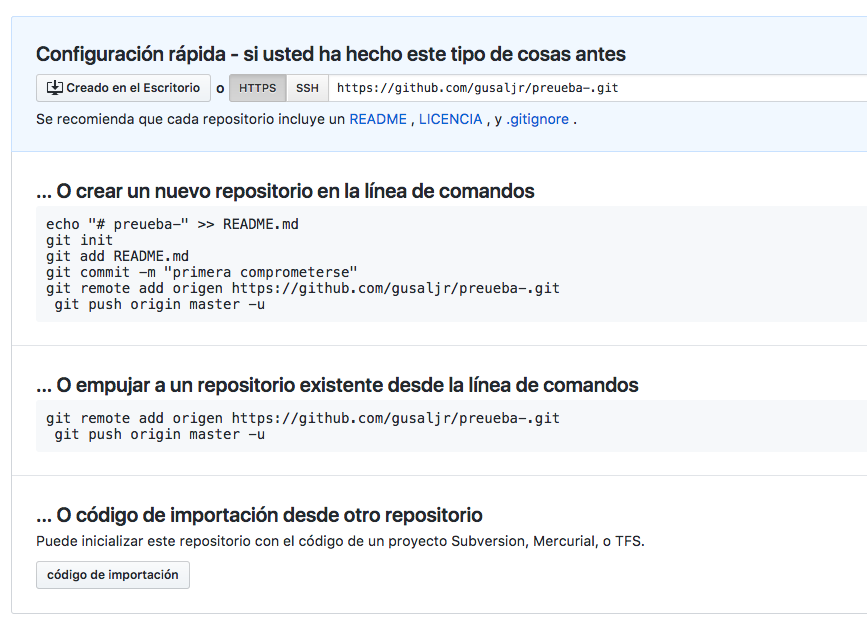 Configuración rápida - si usted ha hecho este tipo de cosas antes
Creado en el Escritorio o HTTPS SSH https://github.com/gusaljr/preueba-.git
Se recomienda que cada repositorio incluye un README , LICENCIA , y .gitignore .
... O crear un nuevo repositorio en la línea de comandos
echo "# preueba-" >> README.md
git init
git add README.md
git commit -m "primera comprometerse"
git remote add origen https://github.com/gusaljr/preueba-.git
git push origin master -u
... O empujar a un repositorio existente desde la línea de comandos
git remote add origen https://github.com/gusaljr/preueba-.git
git push origin master -u
... O código de importación desde otro repositorio
Puede inicializar este repositorio con el código de un proyecto Subversion, Mercurial, o TFS.
código de importación